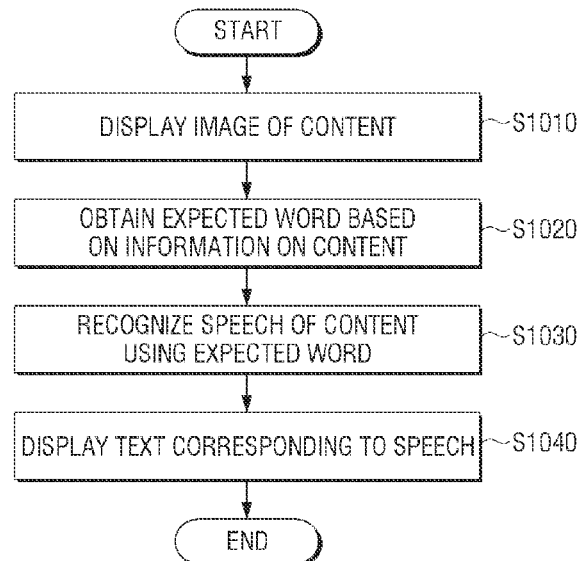 START
DISPLAY IMAGE OF CONTENT
S1010
OBTAIN EXPECTED WORD BASED
ON INFORMATION ON CONTENT
S1020
RECOGNIZE SPEECH OF CONTENT
USING EXPECTED WORD
S1030
DISPLAY TEXT CORRESPONDING TO SPEECH
S1040
END